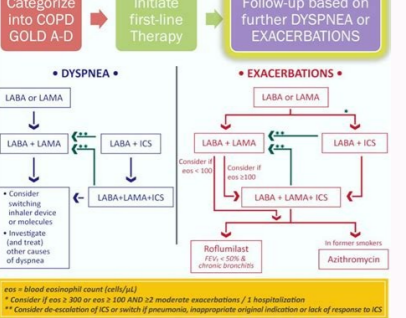 Categorize
into COPD
GOLD A-D
Initiate
first-line
Therapy
Follow-up based on
further DYSPNEA or
EXACERBATIONS
• DYSPNEA •
LABA or LAMA
LABA + LAMA
**
LABA + ICS
**
• Consider
switching
inhaler device
or molecules
• Investigate
(and treat)
other causes
of dyspnea
LABA+LAMA+ICS
• EXACERBATIONS •
LABA or LAMA
*
LABA + LAMA
**
LABA + ICS
Consider if
eos < 100
Consider if
eos ≥100
**
LABA + LAMA+ ICS
Roflumilast
FEV₁ < 50% &
chronic bronchitis
In former smokers
Azithromycin
eos = blood eosinophil count (cells/µL)
* Consider if eos ≥ 300 or eos ≥ 100 AND ≥2 moderate exacerbations / 1 hospitalization
** Consider de-escalation of ICS or switch if pneumonia, inappropriate original indication or lack of response to ICS